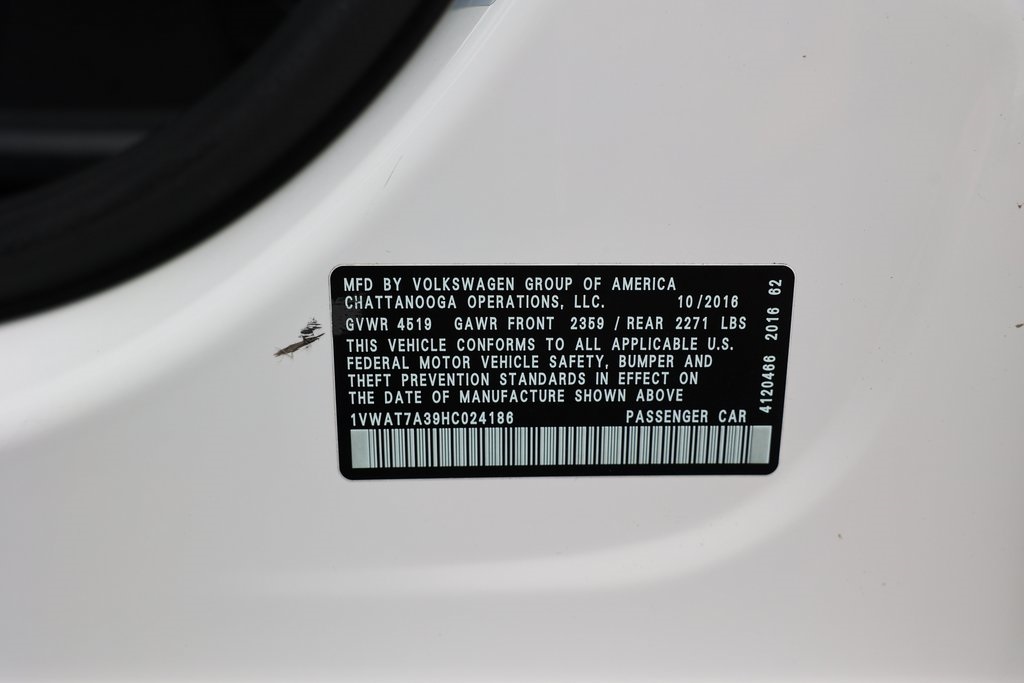 MFD BY VOLKSWAGEN GROUP OF AMERICA
CHATTANOOGA OPERATIONS, LLC. 10/2016
GVWR 4519 GAWR FRONT 2359 / REAR 2271 LBS
THIS VEHICLE CONFORMS TO ALL APPLICABLE U.S.
FEDERAL MOTOR VEHICLE SAFETY, BUMPER AND
THEFT PREVENTION STANDARDS IN EFFECT ON
THE DATE OF MANUFACTURE SHOWN ABOVE
1VWAT7A39HC024186 PASSENGER CAR
4120466 2016 62